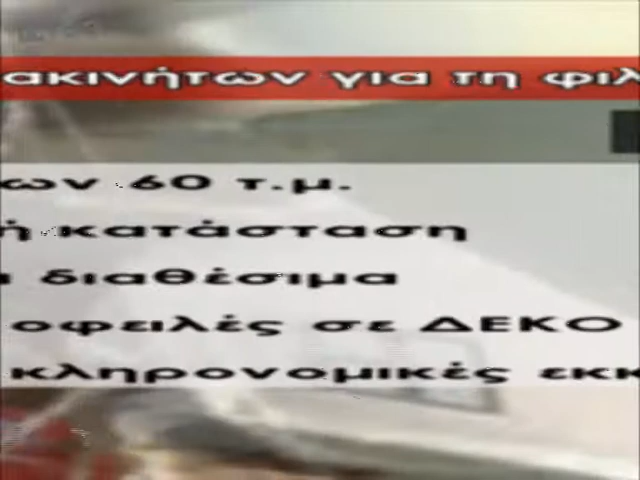 ακινήτων για τη φιλ
ων 60 τ.μ.
ή κατάσταση
ι διαθέσιμα
οφειλές σε ΔΕΚΟ
κληρονομικές εκκ